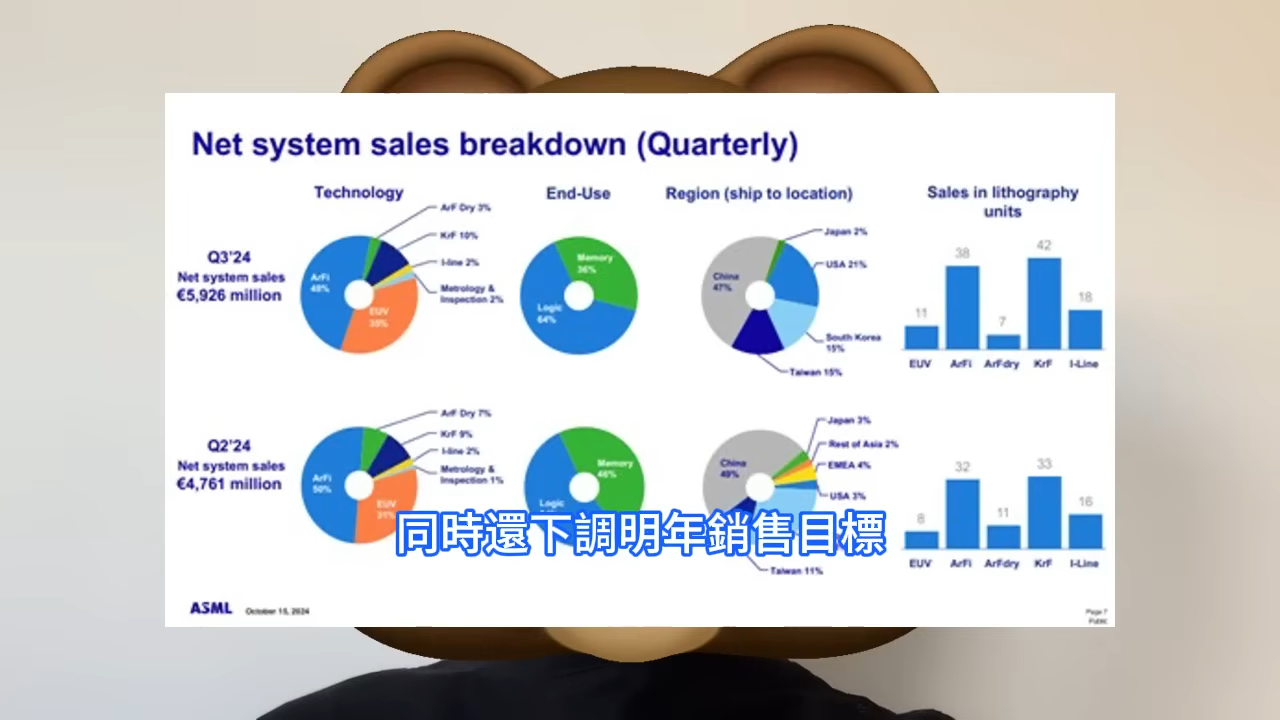 Net system sales breakdown (Quarterly)
Technology
End-Use
Region (ship to location)
Sales in lithography
units
Q3'24
Net system sales
€5,926 million
ArF Dry 3%
KrF 10%
I-line 2%
Metrology &
Inspection 2%
ArFi
48%
EUV
35%
Memory
36%
Logic
64%
Japan 2%
USA 21%
China
47%
South Korea
15%
Taiwan 15%
11
38
7
42
18
EUV
ArFi
ArFdry
KrF
I-Line
Q2'24
Net system sales
€4,761 million
ArF Dry 7%
KrF 9%
I-line 2%
Metrology &
Inspection 1%
ArFi
50%
EUV
31%
Memory
46%
Logic
Japan 3%
Rest of Asia 2%
EMEA 4%
USA 3%
China
49%
Taiwan 11%
8
32
11
33
16
EUV
ArFi
ArFdry
KrF
I-Line
同時還下調明年銷售目標
ASML
October 15, 2024
Page 7
Public